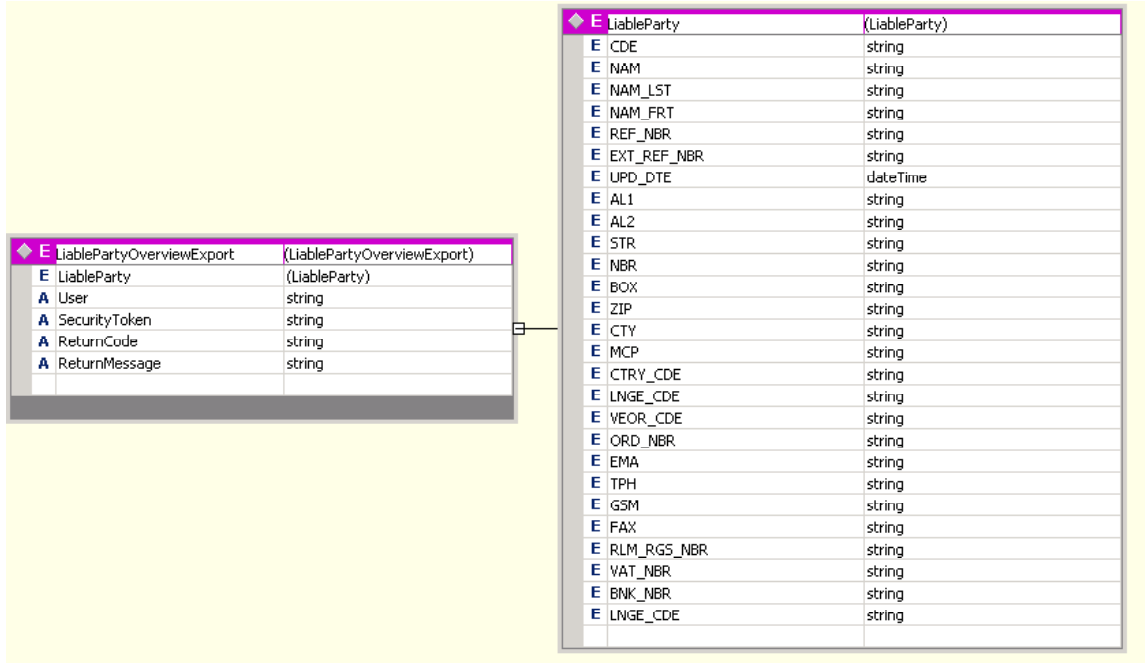 E LiablePartyOverviewExport (LiablePartyOverviewExport)
E LiableParty (LiableParty)
A User string
A SecurityToken string
A ReturnCode string
A ReturnMessage string
E LiableParty (LiableParty)
E CDE string
E NAM string
E NAM_LST string
E NAM_FRT string
E REF_NBR string
E EXT_REF_NBR string
E UPD_DTE dateTime
E AL1 string
E AL2 string
E STR string
E NBR string
E BOX string
E ZIP string
E CTY string
E MCP string
E CTRY_CDE string
E LNGE_CDE string
E VEOR_CDE string
E ORD_NBR string
E EMA string
E TPH string
E GSM string
E FAX string
E RLM_RGS_NBR string
E VAT_NBR string
E BNK_NBR string
E LNGE_CDE string